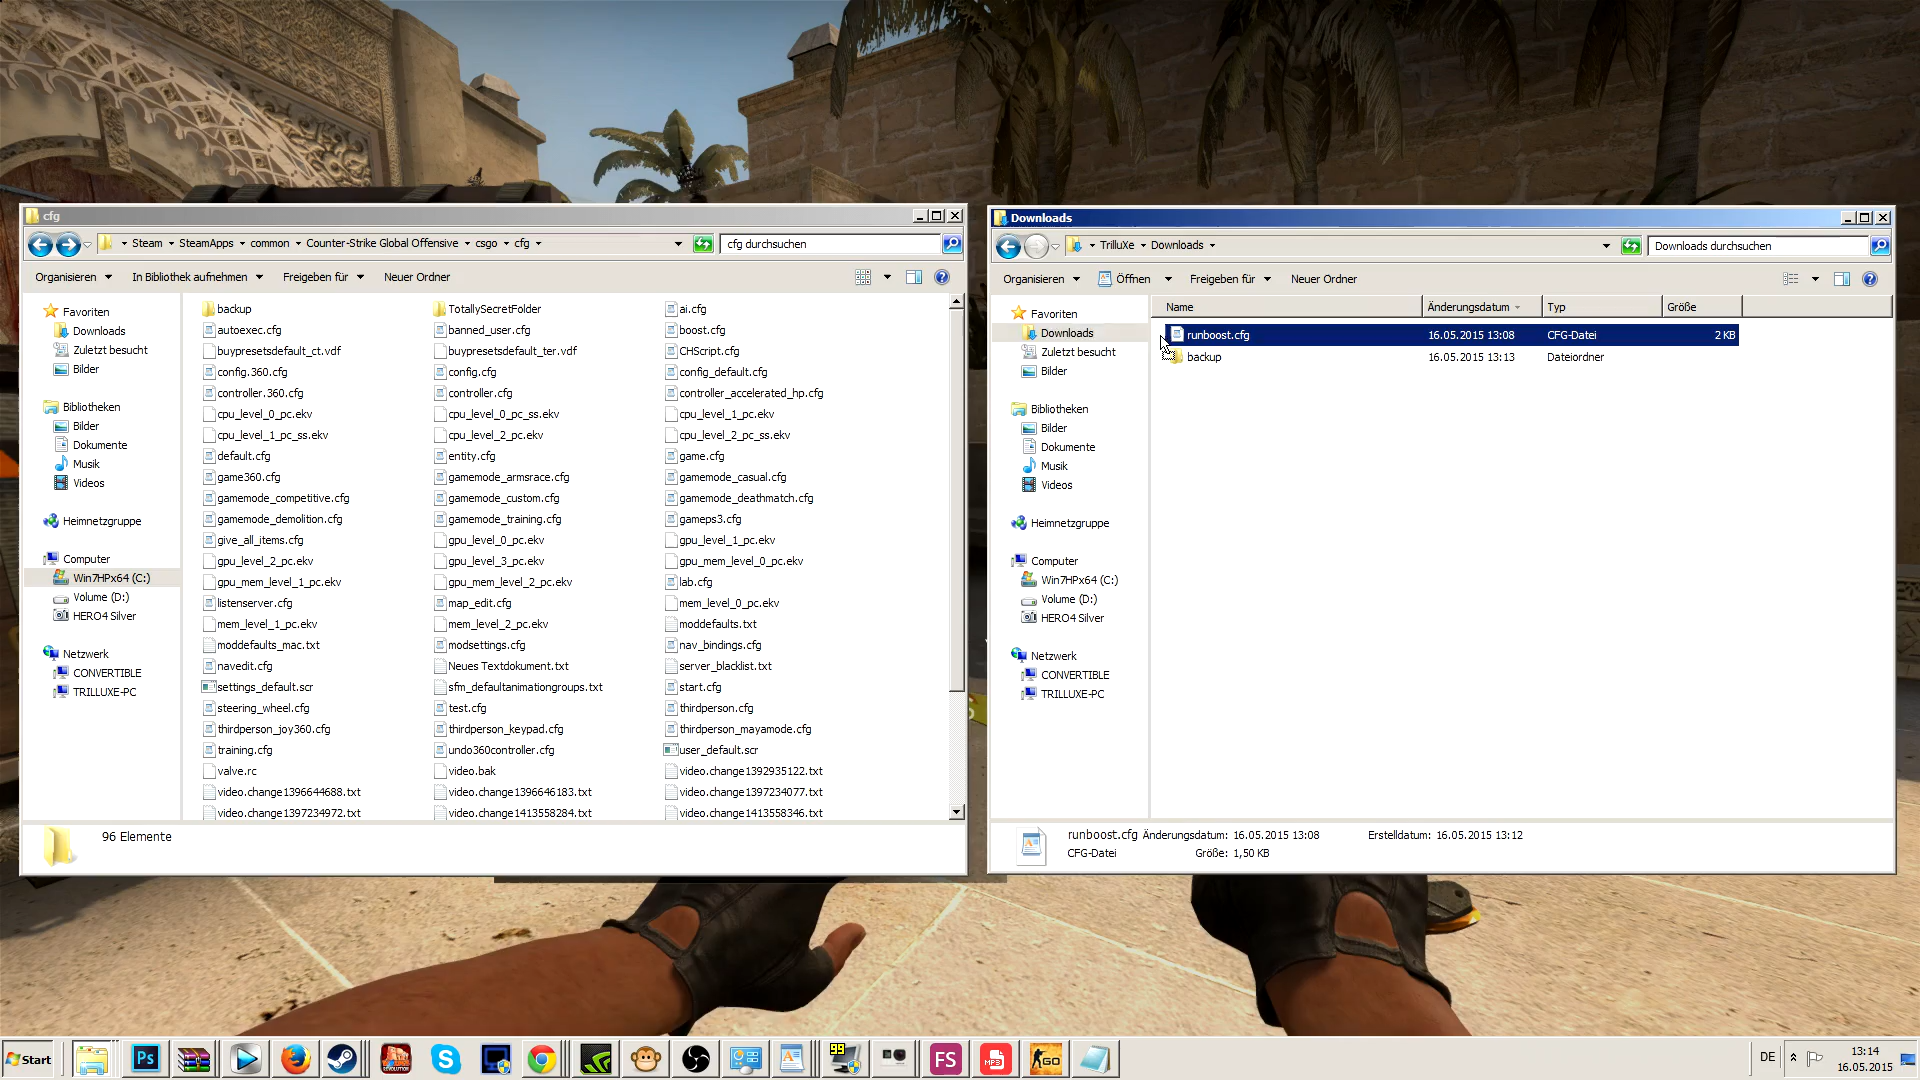 cfg
Steam SteamApps common Counter-Strike Global Offensive csgo cfg
cfg durchsuchen
Organisieren In Bibliothek aufnehmen Freigeben für Neuer Ordner
Favoriten
Downloads
Zuletzt besucht
Bilder
Bibliotheken
Bilder
Dokumente
Musik
Videos
Heimnetzgruppe
Computer
Win7HPx64 (C:)
Volume (D:)
HERO4 Silver
Netzwerk
CONVERTIBLE
TRILLUXE-PC
backup TotallySecretFolder ai.cfg
autoexec.cfg banned_user.cfg boost.cfg
buypresetsdefault_ct.vdf buypresetsdefault_ter.vdf CHScript.cfg
config.360.cfg config.cfg config_default.cfg
controller.360.cfg controller.cfg controller_accelerated_hp.cfg
cpu_level_0_pc.ekv cpu_level_0_pc_ss.ekv cpu_level_1_pc.ekv
cpu_level_1_pc_ss.ekv cpu_level_2_pc.ekv cpu_level_2_pc_ss.ekv
default.cfg entity.cfg game.cfg
game360.cfg gamemode_armsrace.cfg gamemode_casual.cfg
gamemode_competitive.cfg gamemode_custom.cfg gamemode_deathmatch.cfg
gamemode_demolition.cfg gamemode_training.cfg gameps3.cfg
give_all_items.cfg gpu_level_0_pc.ekv gpu_level_1_pc.ekv
gpu_level_2_pc.ekv gpu_level_3_pc.ekv gpu_mem_level_0_pc.ekv
gpu_mem_level_1_pc.ekv gpu_mem_level_2_pc.ekv lab.cfg
listenserver.cfg map_edit.cfg mem_level_0_pc.ekv
mem_level_1_pc.ekv mem_level_2_pc.ekv moddefaults.txt
moddefaults_mac.txt modsettings.cfg nav_bindings.cfg
navedit.cfg Neues Textdokument.txt server_blacklist.txt
settings_default.scr sfm_defaultanimationgroups.txt start.cfg
steering_wheel.cfg test.cfg thirdperson.cfg
thirdperson_joy360.cfg thirdperson_keypad.cfg thirdperson_mayamode.cfg
training.cfg undo360controller.cfg user_default.scr
valve.rc video.bak video.change1392935122.txt
video.change1396644688.txt video.change1396646183.txt video.change1397234077.txt
video.change1397234972.txt video.change1413558284.txt video.change1413558346.txt
96 Elemente
Downloads
TrilluXe Downloads
Downloads durchsuchen
Organisieren Öffnen Freigeben für Neuer Ordner
Favoriten
Downloads
Zuletzt besucht
Bilder
Bibliotheken
Bilder
Dokumente
Musik
Videos
Heimnetzgruppe
Computer
Win7HPx64 (C:)
Volume (D:)
HERO4 Silver
Netzwerk
CONVERTIBLE
TRILLUXE-PC
Name Änderungsdatum Typ Größe
runboost.cfg 16.05.2015 13:08 CFG-Datei 2 KB
backup 16.05.2015 13:13 Dateiordner
runboost.cfg Änderungsdatum: 16.05.2015 13:08 Erstelldatum: 16.05.2015 13:12
CFG-Datei Größe: 1,50 KB
Start
Ps
99
FS
MP3
GO
DE
13:14
16.05.2015